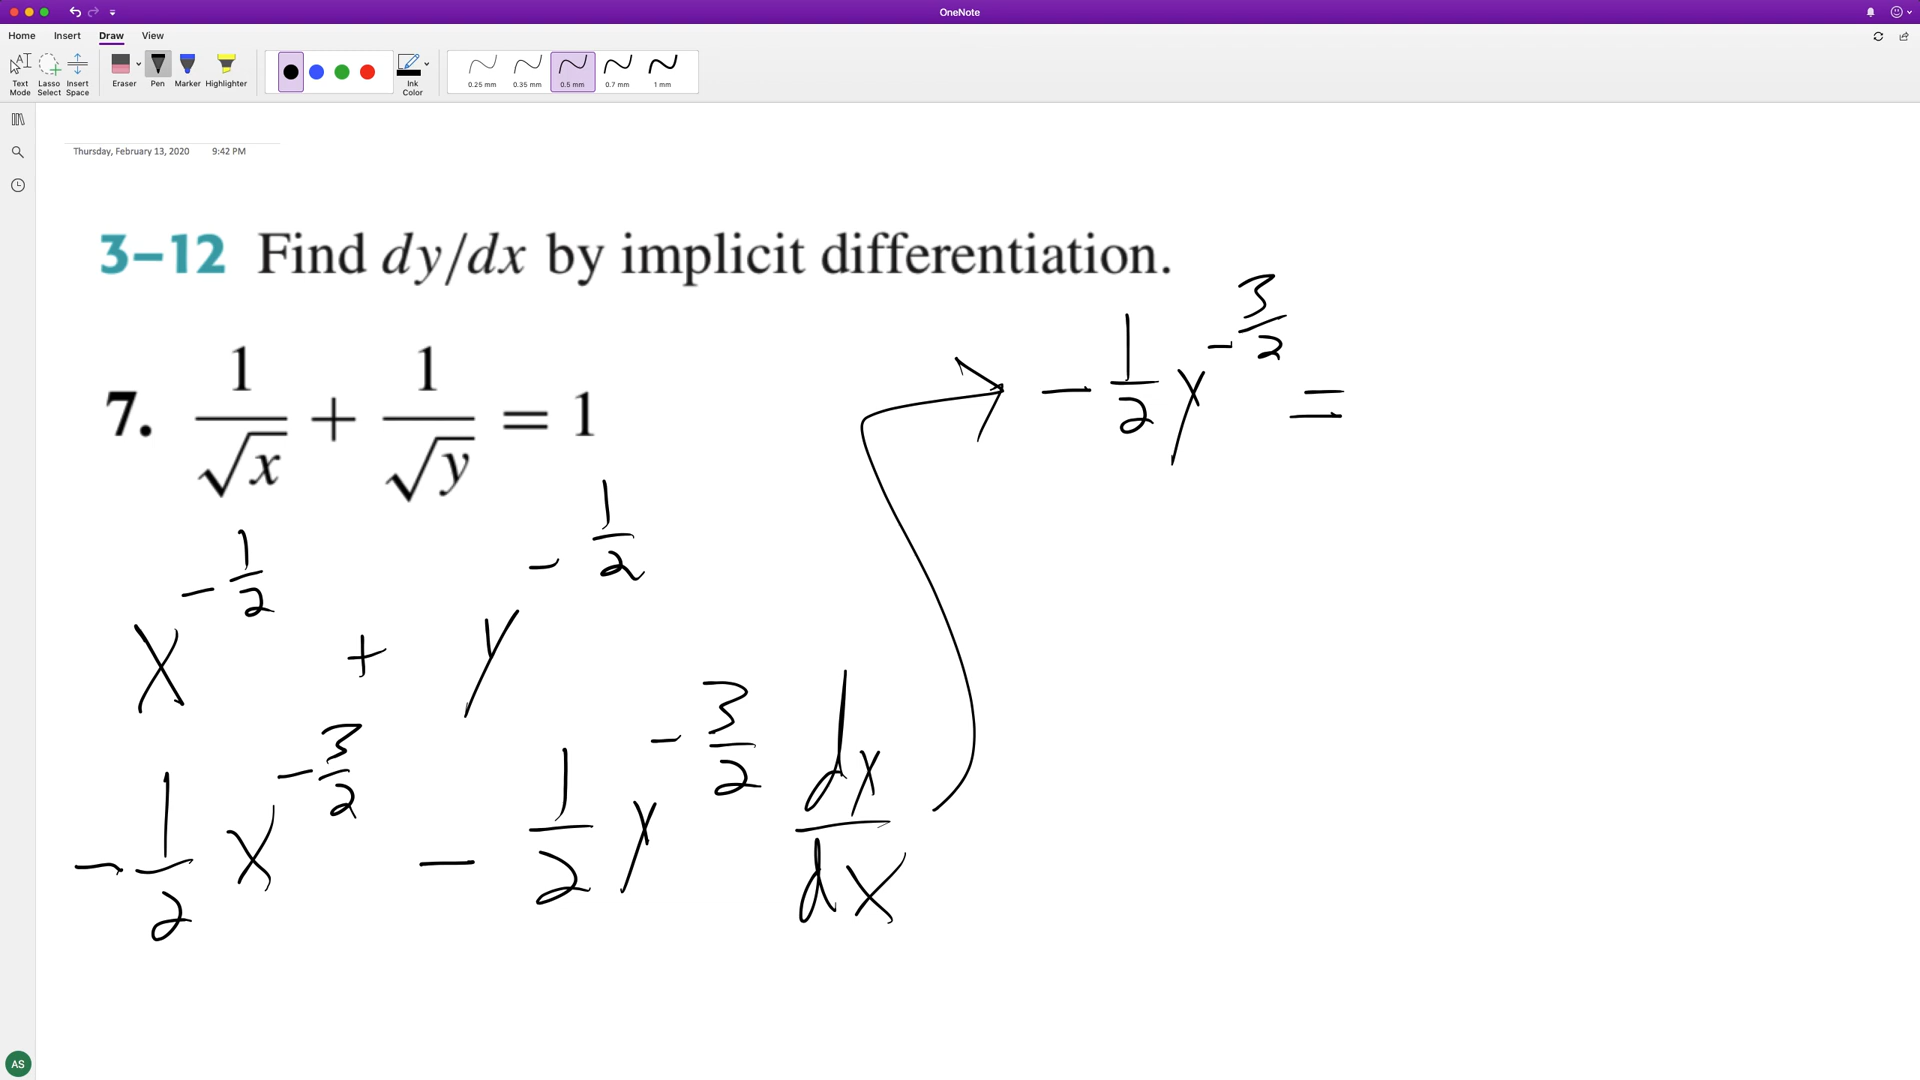 OneNote
Home Insert Draw View
Text Mode Lasso Select Insert Space Eraser Pen Marker Highlighter Ink Color 0.25 mm 0.35 mm 0.5 mm 0.7 mm 1 mm
Thursday, February 13, 2020 9:42 PM
3–12 Find dy/dx by implicit differentiation.
7. 1/√x + 1/√y = 1
x^(-1/2) + y^(-1/2)
-1/2 x^(-3/2) - 1/2 y^(-3/2) dy/dx
-1/2 y^(-3/2) =
AS